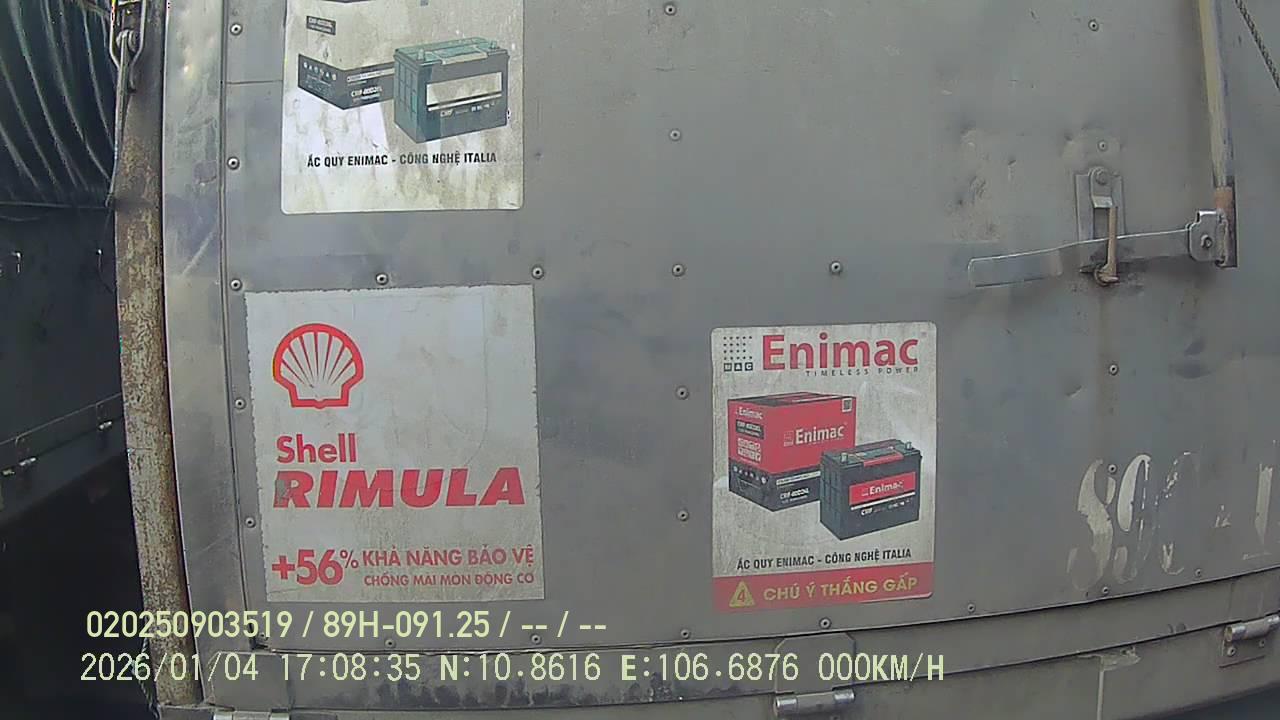 ẮC QUY ENIMAC - CÔNG NGHỆ ITALIA
Shell
RIMULA
+56% KHẢ NĂNG BẢO VỆ
CHỐNG MÀI MÒN ĐỘNG CƠ
MAC
Enimac
TIMELESS POWER
Enimac
Enimac
Enimac
ẮC QUY ENIMAC - CÔNG NGHỆ ITALIA
CHÚ Ý THẮNG GẤP
020250903519 / 89H-091.25 / -- / --
2026/01/04 17:08:35 N:10.8616 E:106.6876 000KM/H